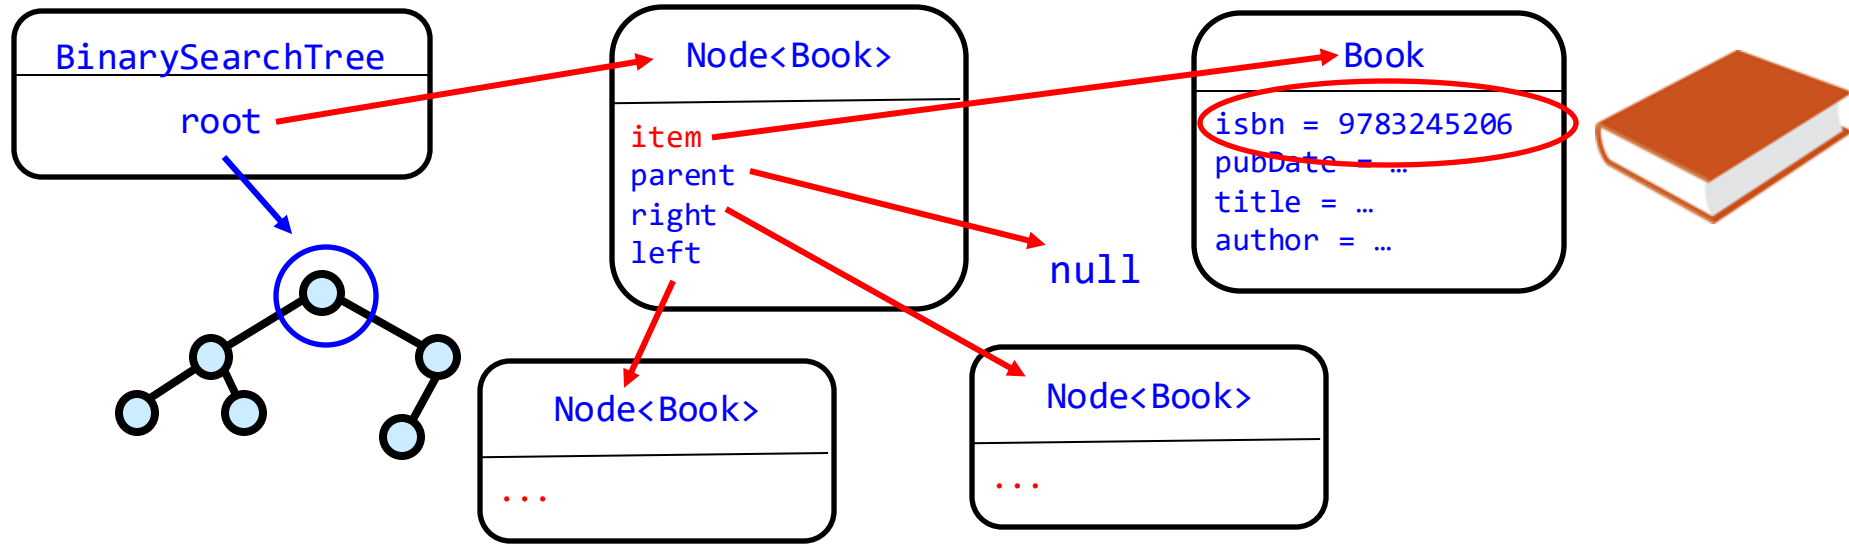 BinarySearchTree
root
Node<Book>
item
parent
right
left
null
Book
isbn = 9783245206
pubDate = …
title = …
author = …
Node<Book>
...
Node<Book>
...